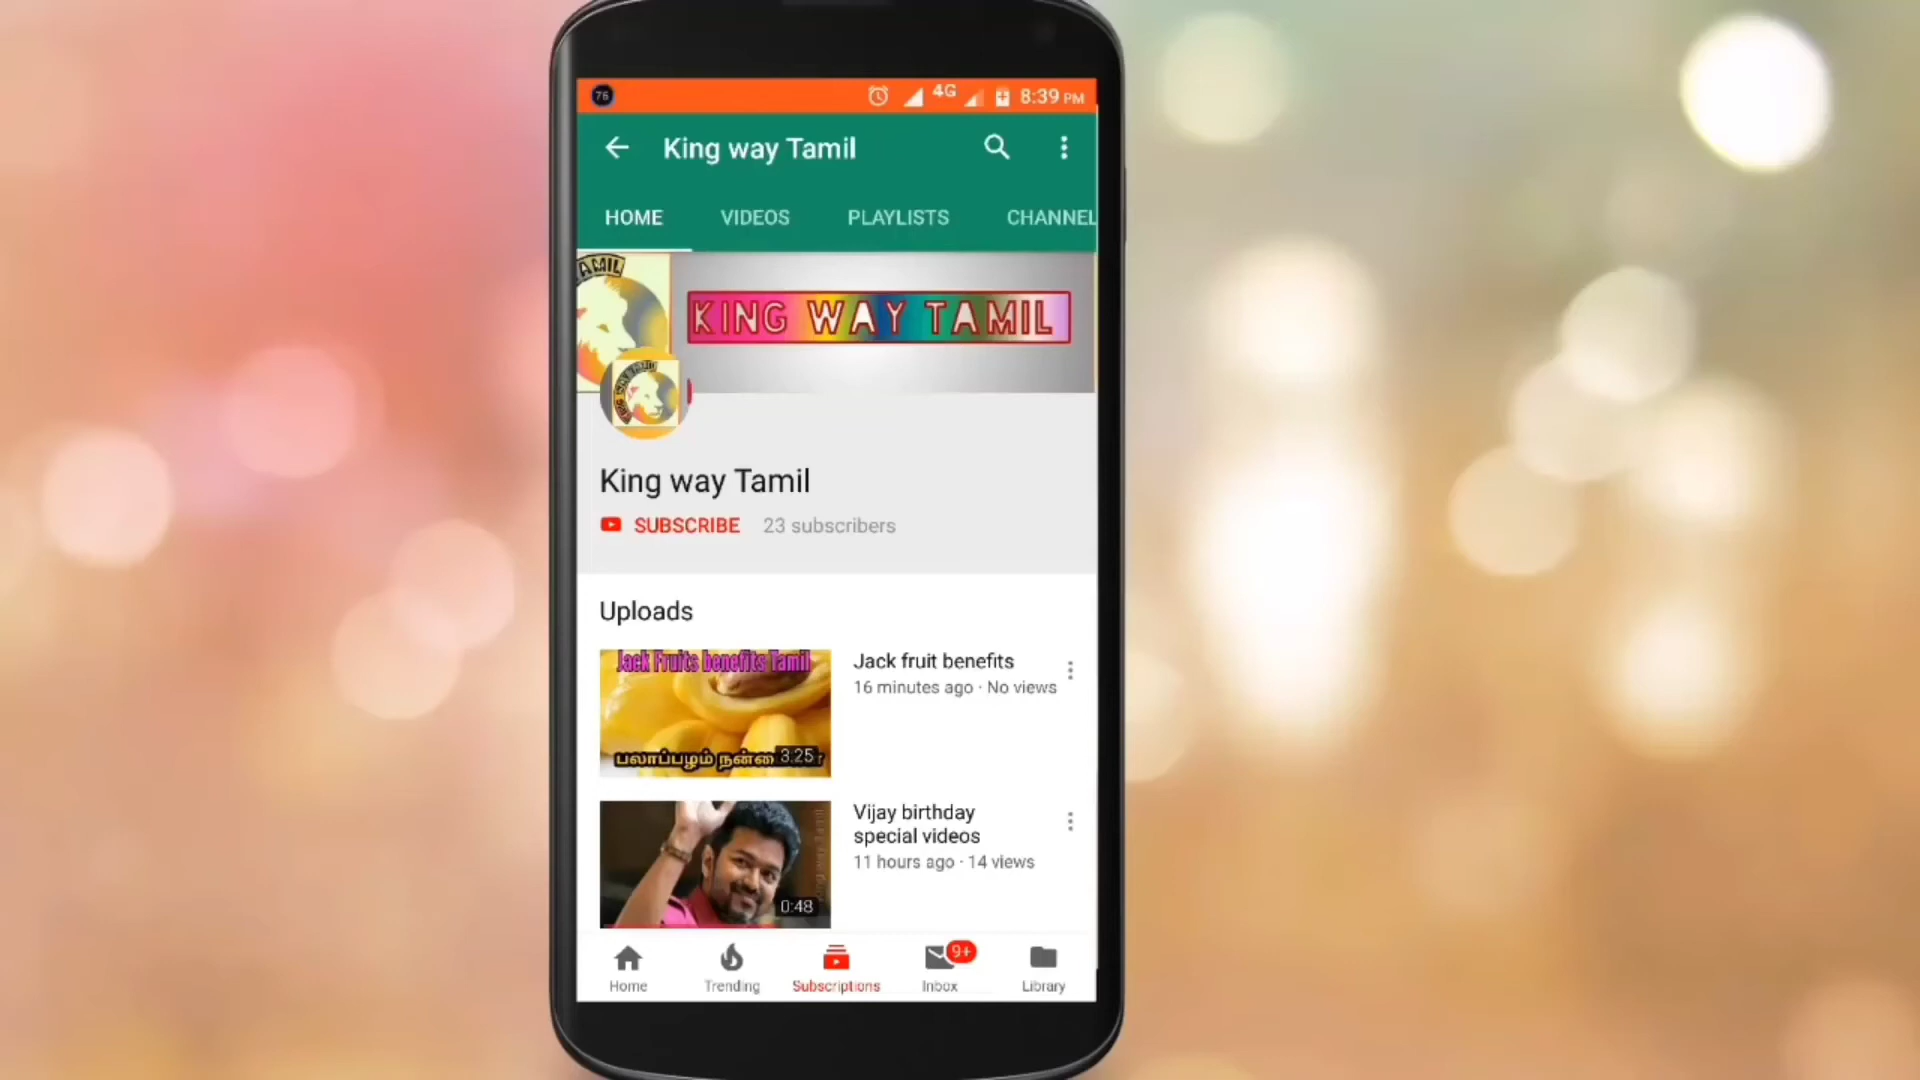 76
4G
8:39 PM
King way Tamil
HOME
VIDEOS
PLAYLISTS
CHANNEL
TAMIL
KING WAY TAMIL
King way Tamil
SUBSCRIBE
23 subscribers
Uploads
Jack Fruits benefits Tamil
பலாப்பழம்
3:25
Jack fruit benefits
16 minutes ago · No views
0:48
Vijay birthday
special videos
11 hours ago · 14 views
Home
Trending
Subscriptions
9+
Inbox
Library